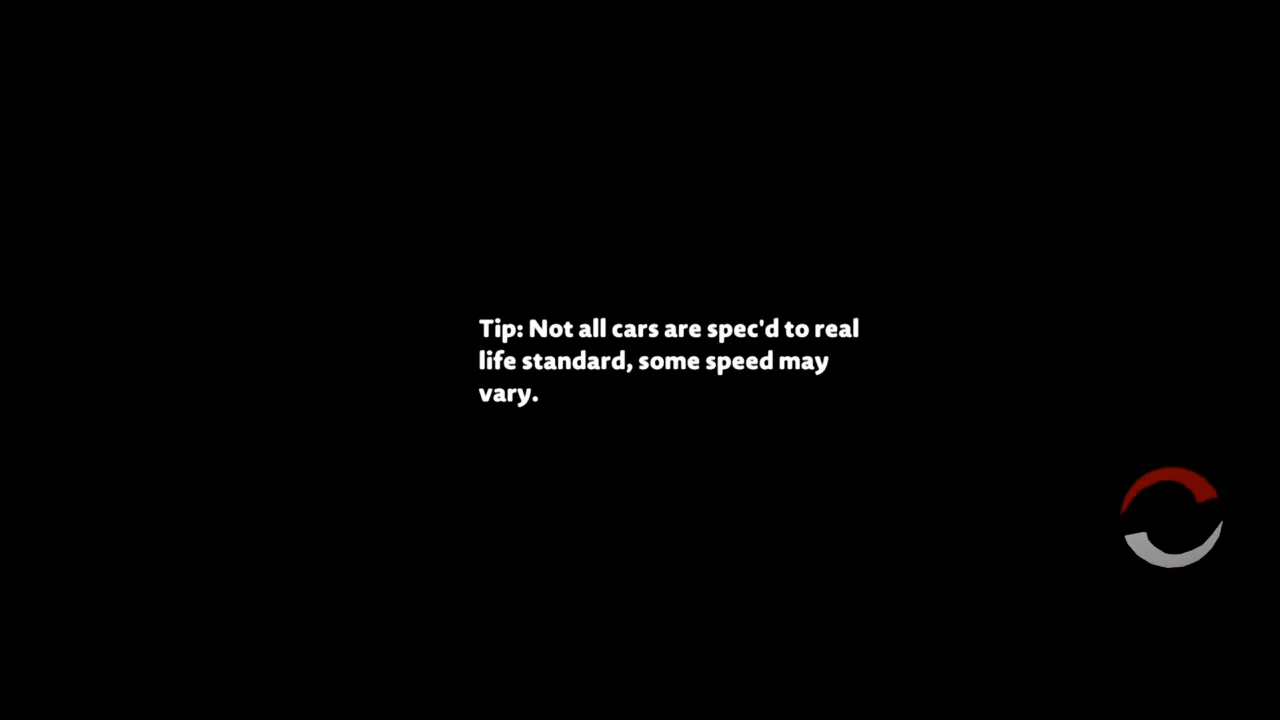 Tip: Not all cars are spec'd to real
life standard, some speed may
vary.